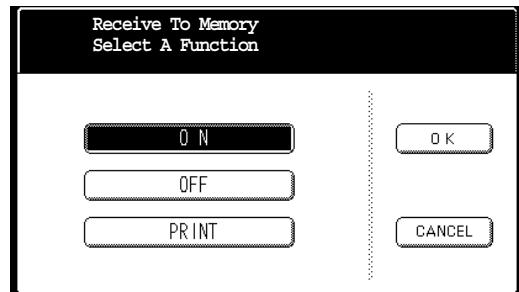 Receive To Memory
Select A Function
ON
OK
OFF
PRINT
CANCEL